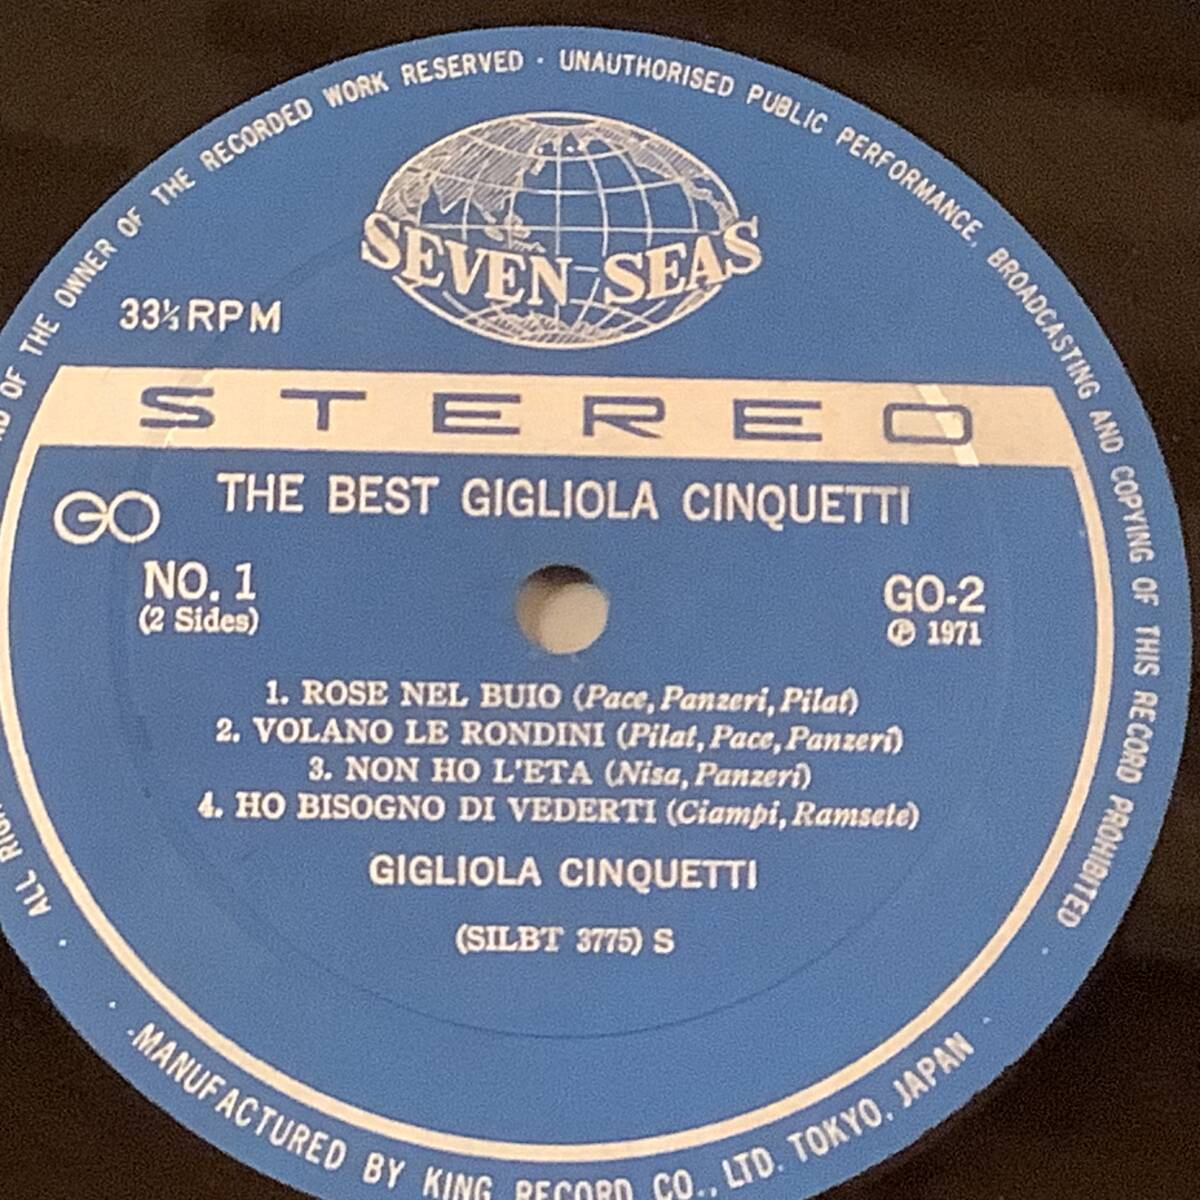 ALL RIGHTS OF THE OWNER OF THE RECORDED WORK RESERVED · UNAUTHORISED PUBLIC PERFORMANCE, BROADCASTING AND COPYING OF THIS RECORD PROHIBITED
SEVEN SEAS
33⅓RPM
STEREO
THE BEST GIGLIOLA CINQUETTI
GO
NO. 1
(2 Sides)
GO-2
℗ 1971
1. ROSE NEL BUIO (Pace, Panzeri, Pilat)
2. VOLANO LE RONDINI (Pilat, Pace, Panzeri)
3. NON HO L'ETA (Nisa, Panzeri)
4. HO BISOGNO DI VEDERTI (Ciampi, Ramsete)
GIGLIOLA CINQUETTI
(SILBT 3775) S
·MANUFACTURED BY KING RECORD CO., LTD. TOKYO, JAPAN